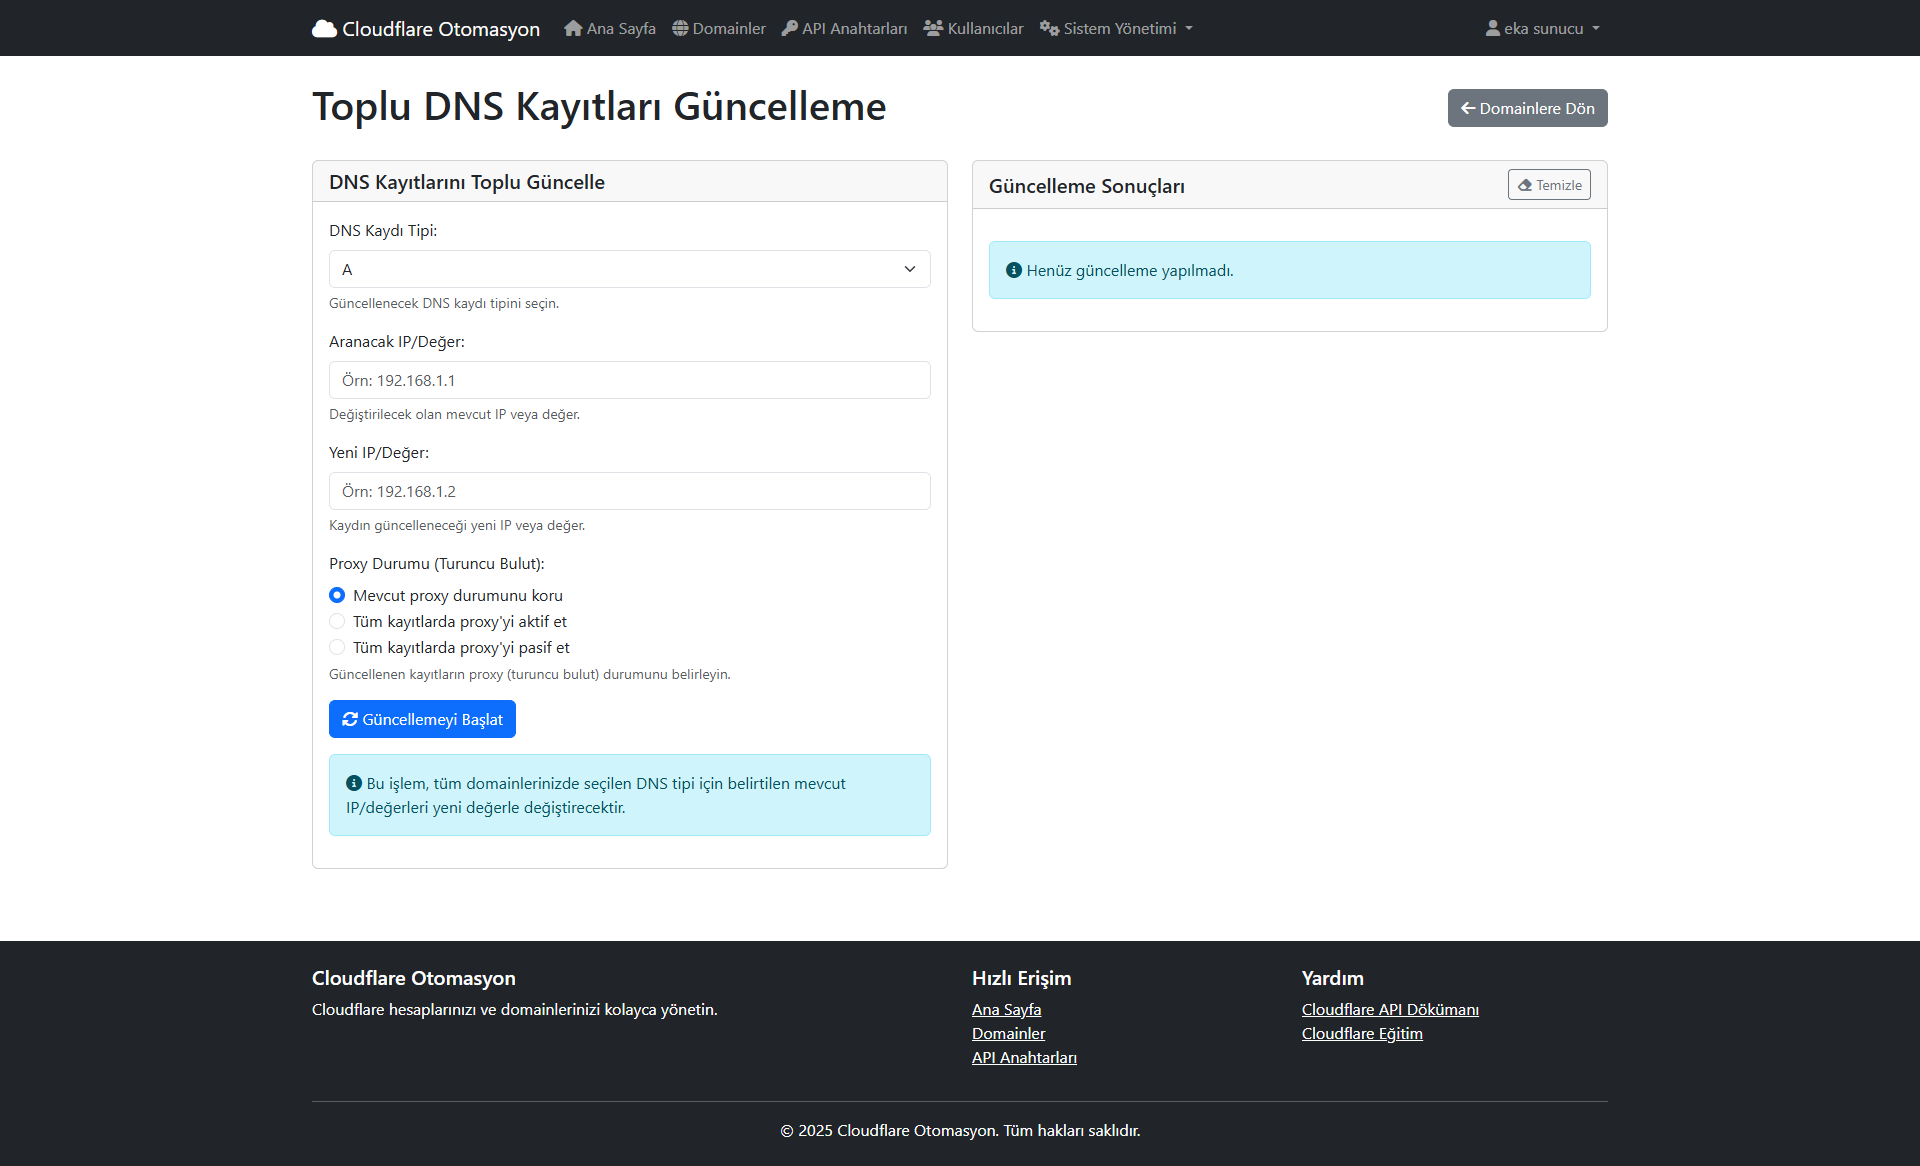 Cloudflare Otomasyon
Ana Sayfa
Domainler
API Anahtarları
Kullanıcılar
Sistem Yönetimi
eka sunucu
Toplu DNS Kayıtları Güncelleme
Domainlere Dön
DNS Kayıtlarını Toplu Güncelle
DNS Kaydı Tipi:
A
Güncellenecek DNS kaydı tipini seçin.
Aranacak IP/Değer:
Örn: 192.168.1.1
Değiştirilecek olan mevcut IP veya değer.
Yeni IP/Değer:
Örn: 192.168.1.2
Kaydın güncelleneceği yeni IP veya değer.
Proxy Durumu (Turuncu Bulut):
Mevcut proxy durumunu koru
Tüm kayıtlarda proxy'yi aktif et
Tüm kayıtlarda proxy'yi pasif et
Güncellenen kayıtların proxy (turuncu bulut) durumunu belirleyin.
Güncellemeyi Başlat
Bu işlem, tüm domainlerinizde seçilen DNS tipi için belirtilen mevcut
IP/değerleri yeni değerle değiştirecektir.
Güncelleme Sonuçları
Temizle
Henüz güncelleme yapılmadı.
Cloudflare Otomasyon
Cloudflare hesaplarınızı ve domainlerinizi kolayca yönetin.
Hızlı Erişim
Ana Sayfa
Domainler
API Anahtarları
Yardım
Cloudflare API Dökümanı
Cloudflare Eğitim
© 2025 Cloudflare Otomasyon. Tüm hakları saklıdır.